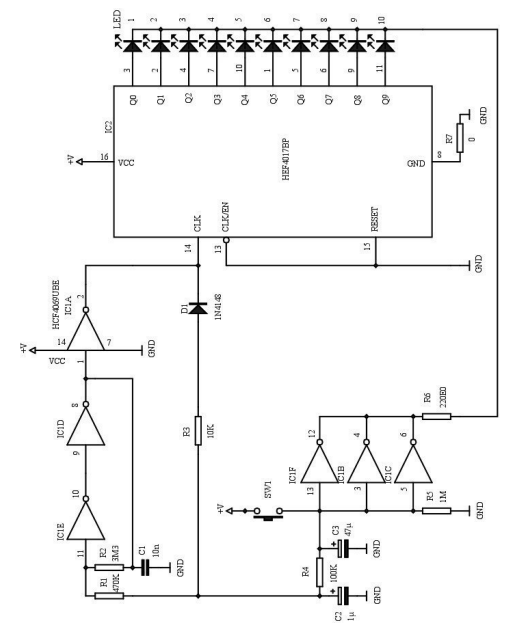 LED
1 2 3 4 5 6 7 8 9 10
3 2 4 7 10 1 5 6 9 11
Q0 Q1 Q2 Q3 Q4 Q5 Q6 Q7 Q8 Q9
IC2
HEF4017BP
+V
16
VCC
GND
8
R7
0
GND
CLK
CLK/EN
RESET
14
13
15
GND
HCF4069UBE
IC1A
2
+V
14
VCC
1
7
GND
D1
1N4148
IC1D
8
9
R3
10K
IC1E
10
11
R2
3M3
R1
470K
C1
10n
GND
+V
SW1
IC1F
12
13
IC1B
4
3
IC1C
6
5
R6
220E0
R5
1M
GND
R4
100K
C3
47µ
+
GND
C2
1µ
+
GND